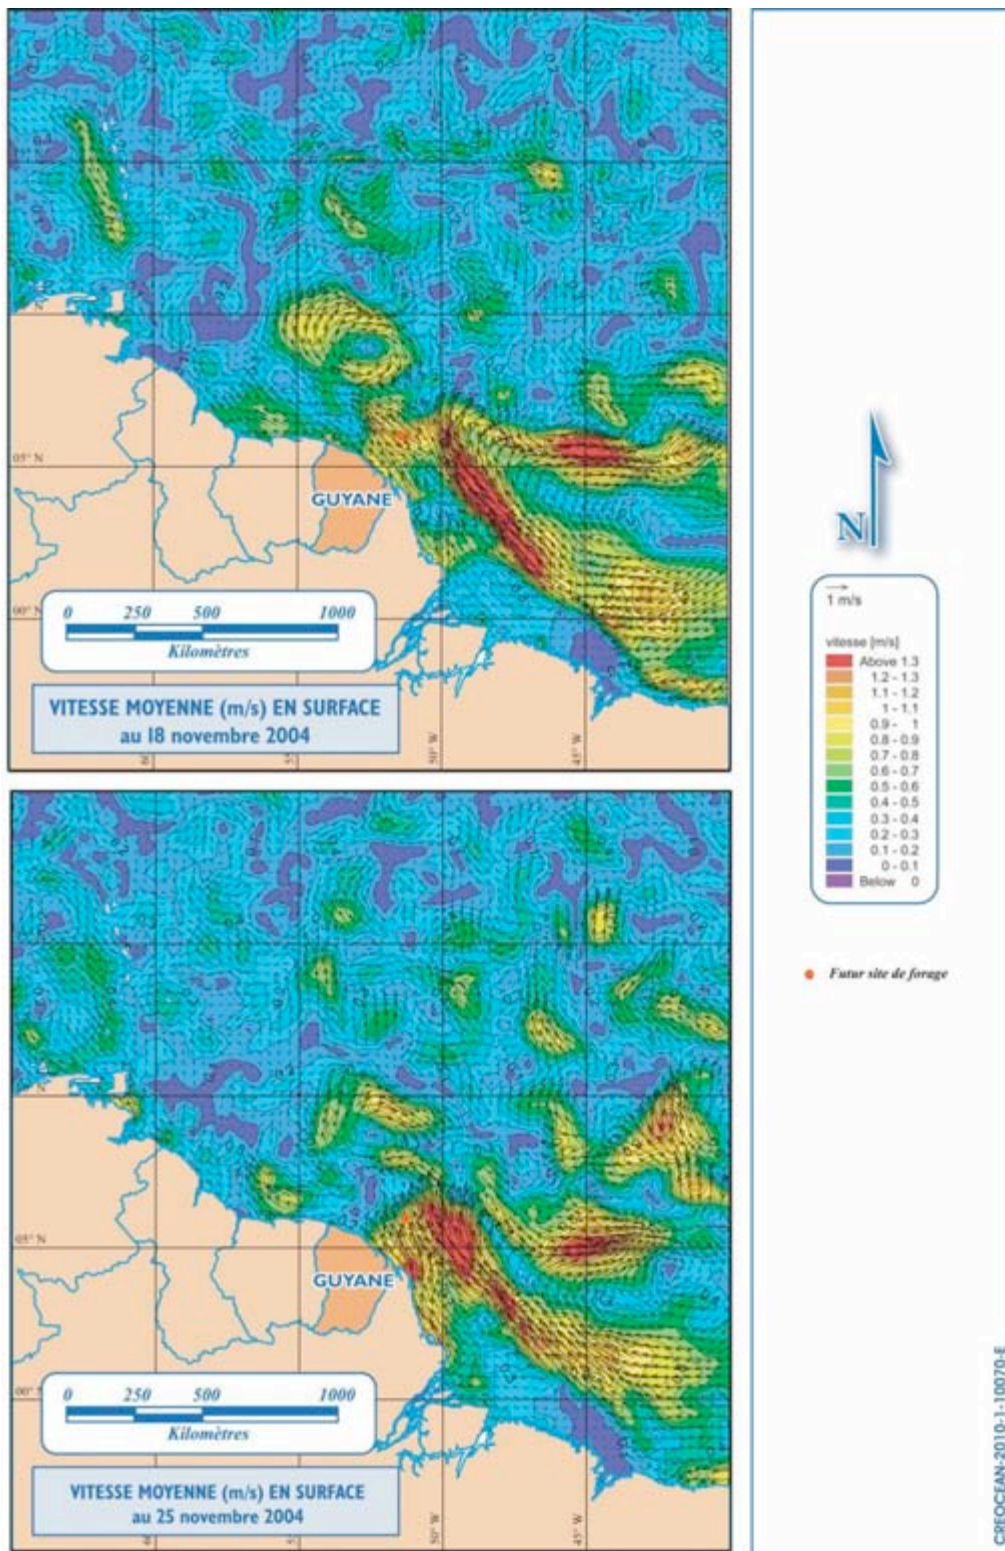 05° N
GUYANE
00° N
0 250 500 1000
Kilomètres
VITESSE MOYENNE (m/s) EN SURFACE
au 18 novembre 2004
60
55
50° W
45° W
N
1 m/s
vitesse [m/s]
Above 1.3
1.2 - 1.3
1.1 - 1.2
1 - 1.1
0.9 - 1
0.8 - 0.9
0.7 - 0.8
0.6 - 0.7
0.5 - 0.6
0.4 - 0.5
0.3 - 0.4
0.2 - 0.3
0.1 - 0.2
0 - 0.1
Below 0
Futur site de forage
05° N
GUYANE
00°
0 250 500 1000
Kilomètres
VITESSE MOYENNE (m/s) EN SURFACE
au 25 novembre 2004
60
55
50° W
45° W
CREOCEAN-2010-1-10070-E